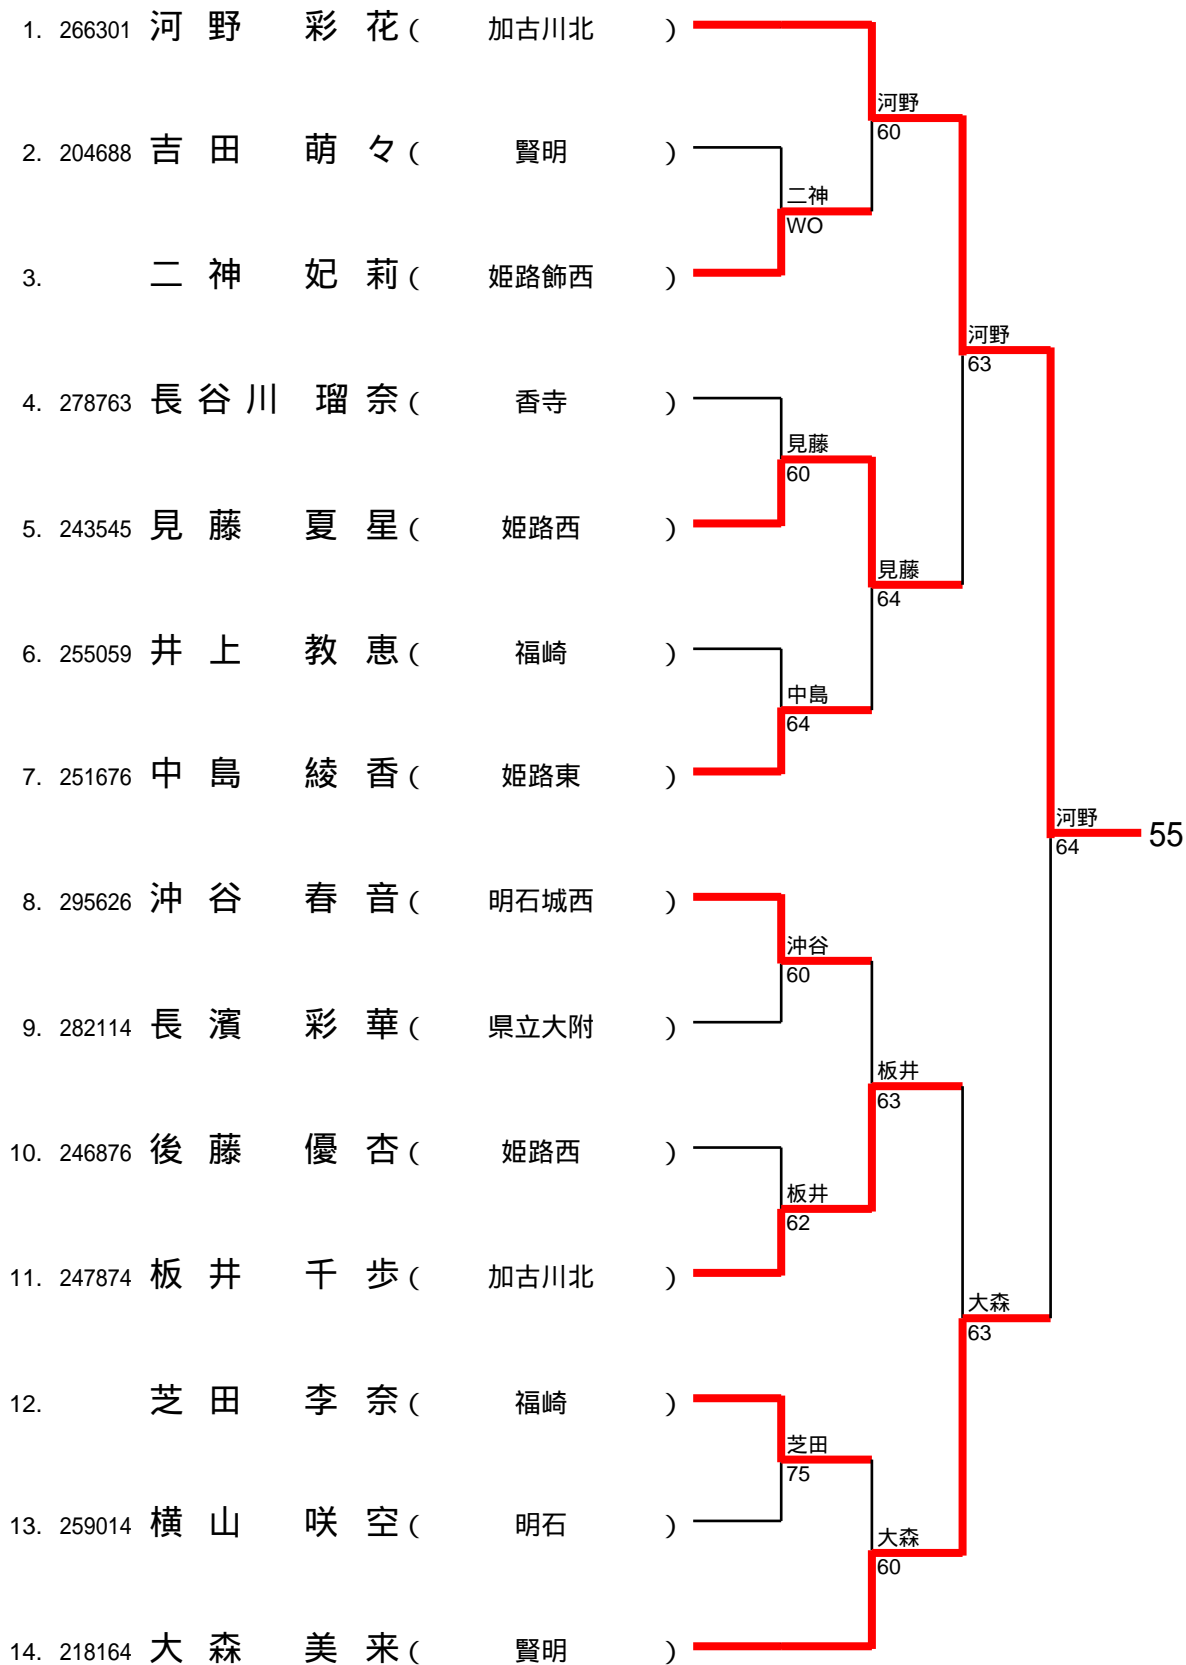 1. 266301 河野 彩花 ( 加古川北 )
河野
60
2. 204688 吉田 萌々 ( 賢明 )
二神
WO
3. 二神 妃莉 ( 姫路飾西 )
河野
63
4. 278763 長谷川 瑠奈 ( 香寺 )
見藤
60
5. 243545 見藤 夏星 ( 姫路西 )
見藤
64
6. 255059 井上 教恵 ( 福崎 )
中島
64
7. 251676 中島 綾香 ( 姫路東 )
河野
64
55
8. 295626 沖谷 春音 ( 明石城西 )
沖谷
60
9. 282114 長濱 彩華 ( 県立大附 )
板井
63
10. 246876 後藤 優杏 ( 姫路西 )
板井
62
11. 247874 板井 千歩 ( 加古川北 )
大森
63
12. 芝田 李奈 ( 福崎 )
芝田
75
13. 259014 横山 咲空 ( 明石 )
大森
60
14. 218164 大森 美来 ( 賢明 )